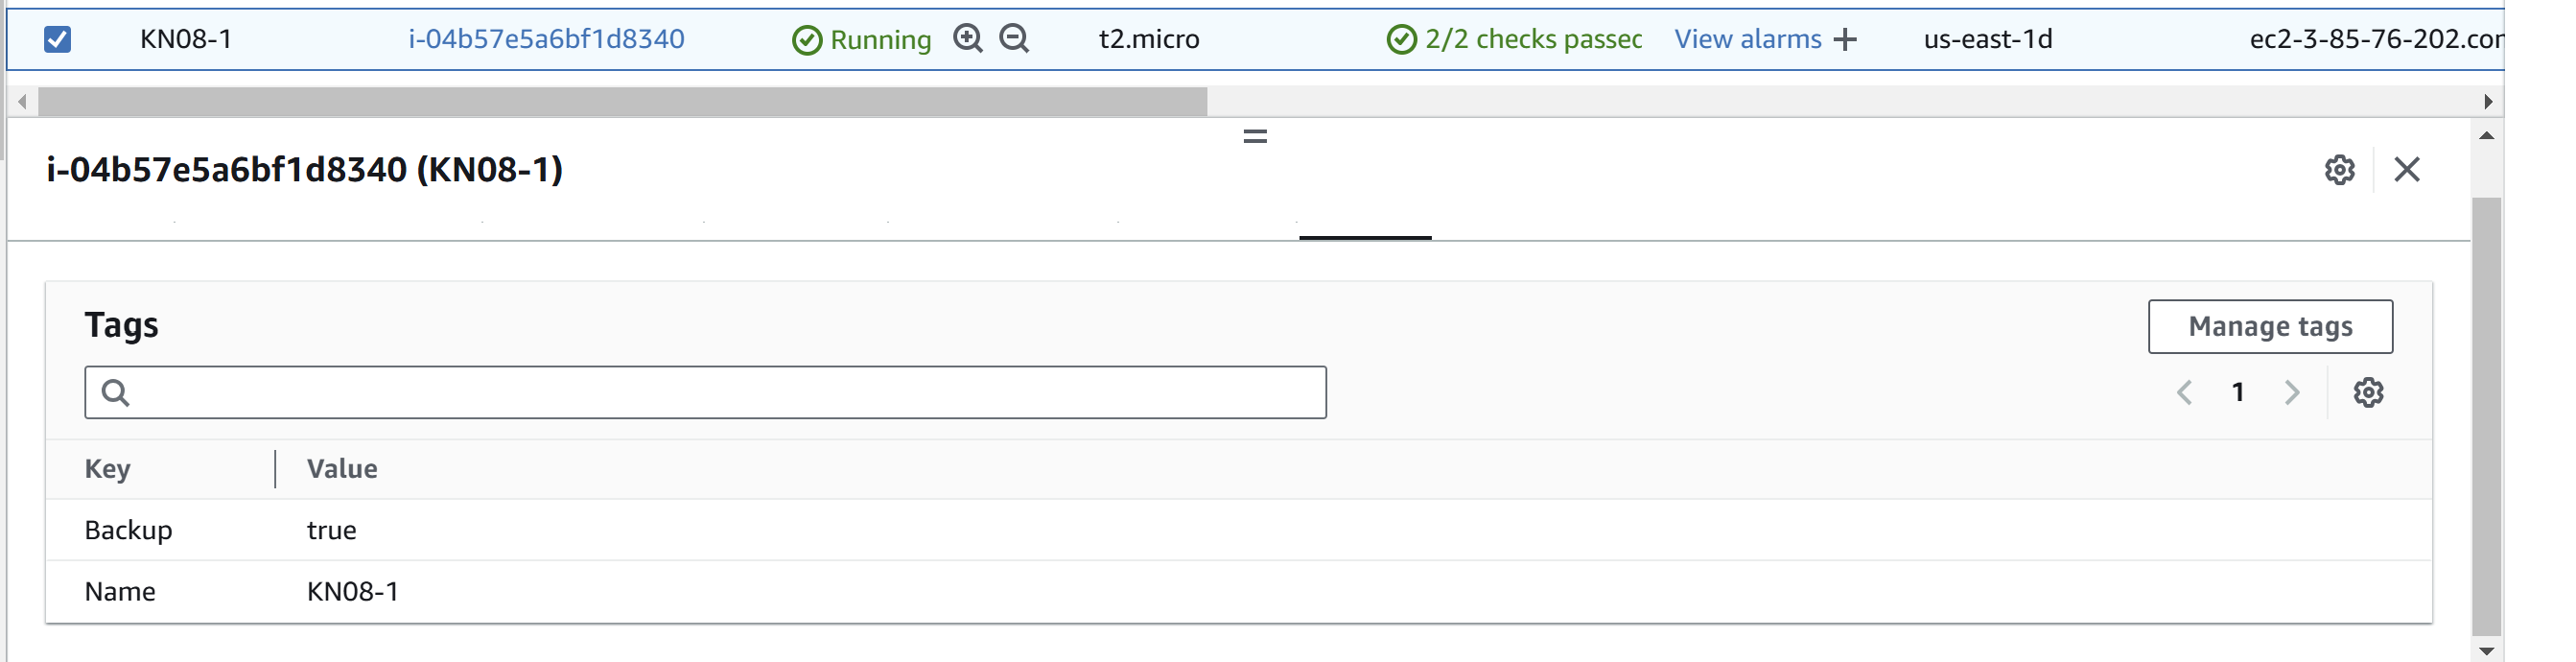 KN08-1 i-04b57e5a6bf1d8340 Running t2.micro 2/2 checks passec View alarms + us-east-1d ec2-3-85-76-202.con
i-04b57e5a6bf1d8340 (KN08-1)
Tags
Manage tags
1
Key Value
Backup true
Name KN08-1